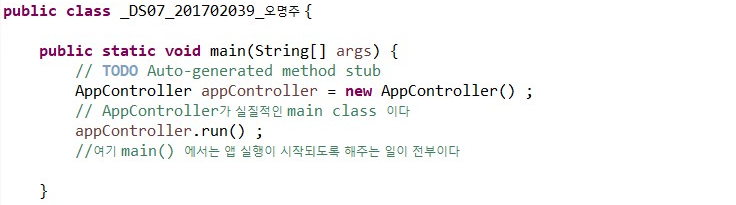 public class _DS07_201702039_오명주 {
public static void main(String[] args) {
// TODO Auto-generated method stub
AppController appController = new AppController() ;
// AppController가 실질적인 main class 이다
appController.run() ;
//여기 main() 에서는 앱 실행이 시작되도록 해주는 일이 전부이다
}